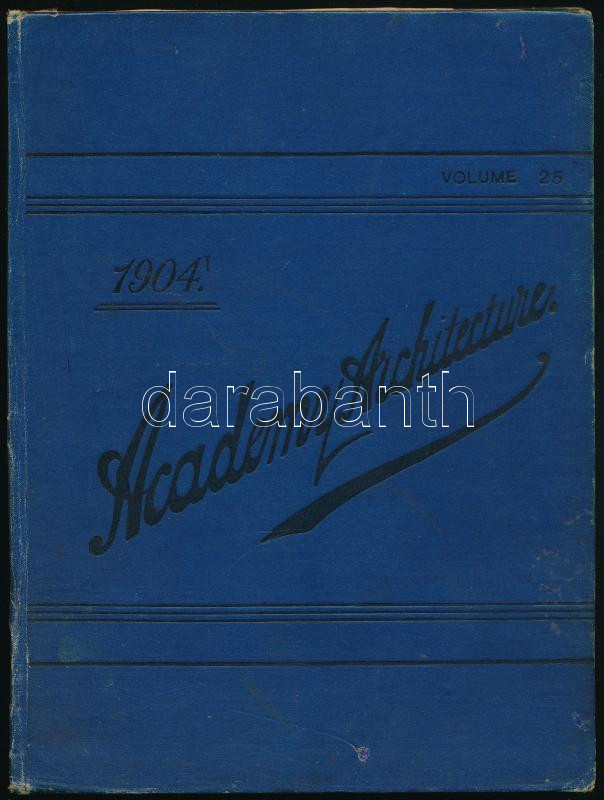 VOLUME 25
1904.I
Academy Architecture.
darabanth